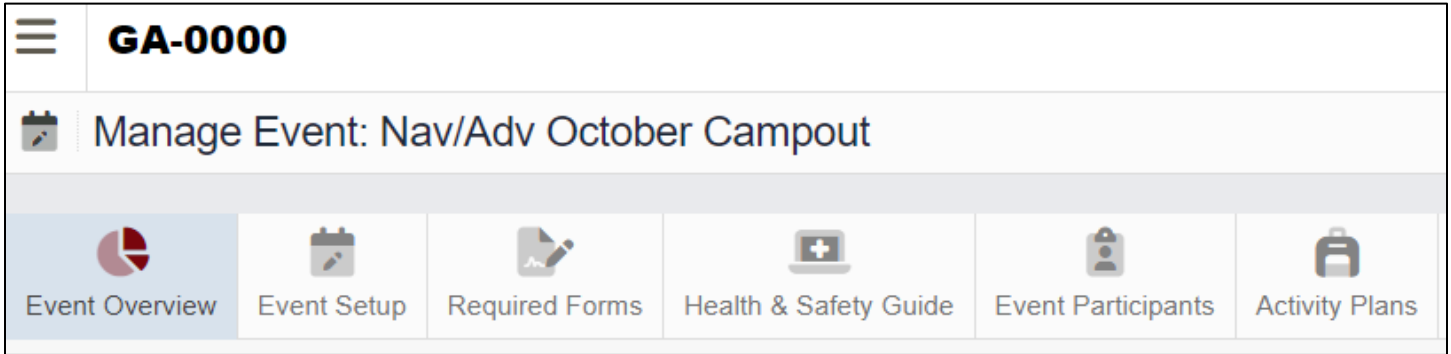 GA-0000
Manage Event: Nav/Adv October Campout
Event Overview Event Setup Required Forms Health & Safety Guide Event Participants Activity Plans